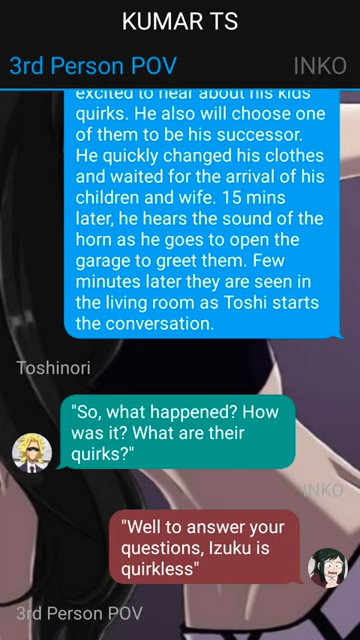 KUMAR TS
3rd Person POV
INKO
excited to hear about his kids
quirks. He also will choose one
of them to be his successor.
He quickly changed his clothes
and waited for the arrival of his
children and wife. 15 mins
later, he hears the sound of the
horn as he goes to open the
garage to greet them. Few
minutes later they are seen in
the living room as Toshi starts
the conversation.
Toshinori
"So, what happened? How
was it? What are their
quirks?"
INKO
"Well to answer your
questions, Izuku is
quirkless"
3rd Person POV